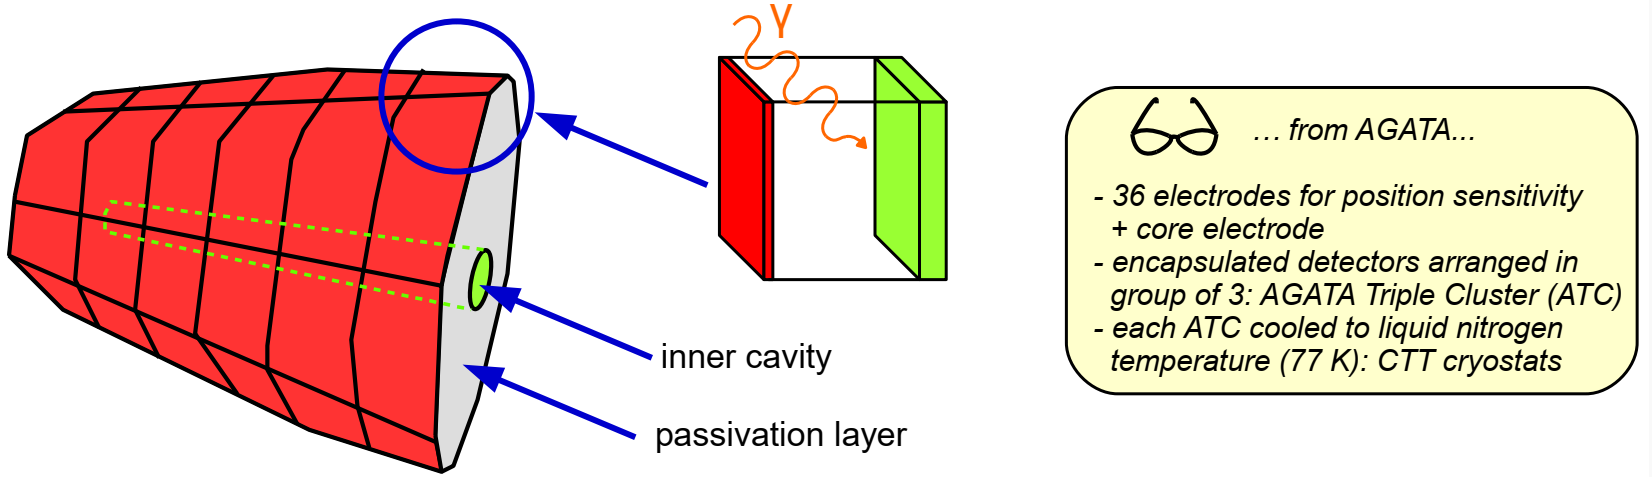 γ
inner cavity
passivation layer
... from AGATA...
- 36 electrodes for position sensitivity
+ core electrode
- encapsulated detectors arranged in
group of 3: AGATA Triple Cluster (ATC)
- each ATC cooled to liquid nitrogen
temperature (77 K): CTT cryostats